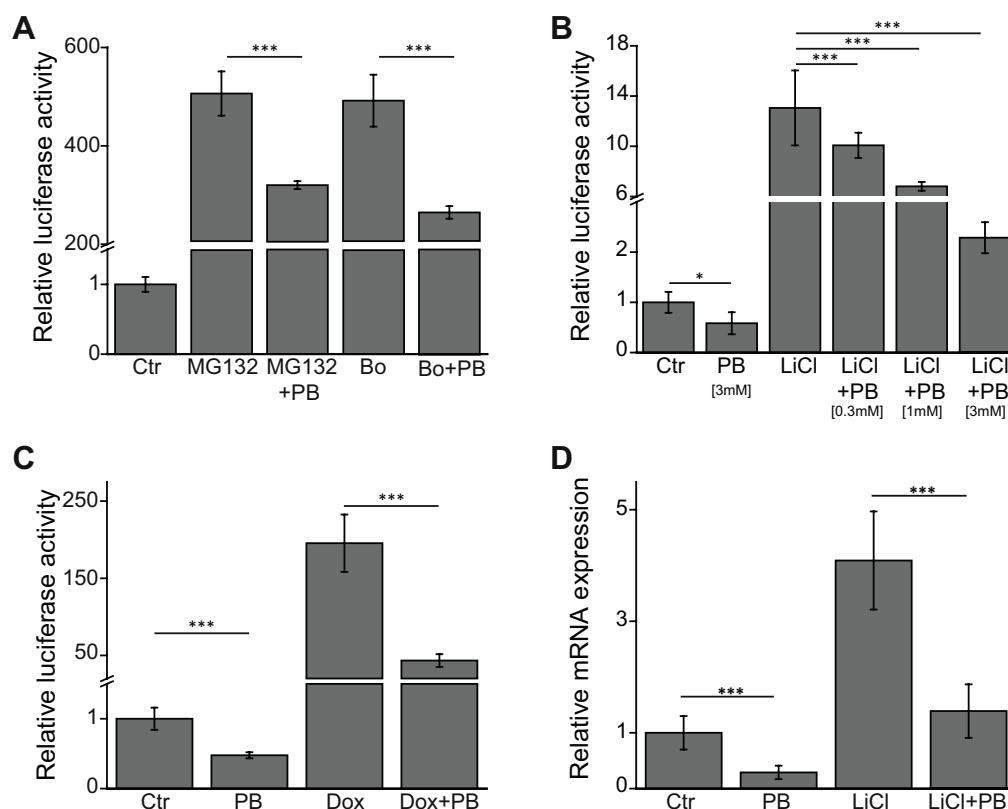 A
Relative luciferase activity
600
400
200
1
0
***
***
Ctr
MG132
MG132
+PB
Bo
Bo+PB
B
Relative luciferase activity
18
14
10
6
2
1
0
***
***
***
*
Ctr
PB
[3mM]
LiCl
LiCl
+PB
[0.3mM]
LiCl
+PB
[1mM]
LiCl
+PB
[3mM]
C
Relative luciferase activity
250
150
50
1
0
***
***
Ctr
PB
Dox
Dox+PB
D
Relative mRNA expression
5
3
1
0
***
***
Ctr
PB
LiCl
LiCl+PB